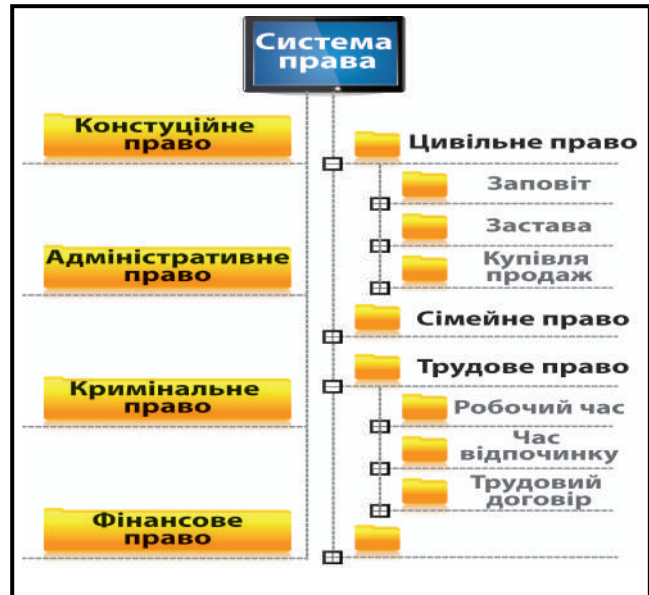 Система
права
Констуційне
право
Адміністративне
право
Кримінальне
право
Фінансове
право
Цивільне право
Заповіт
Застава
Купівля
продаж
Сімейне право
Трудове право
Робочий час
Час
відпочинку
Трудовий
договір